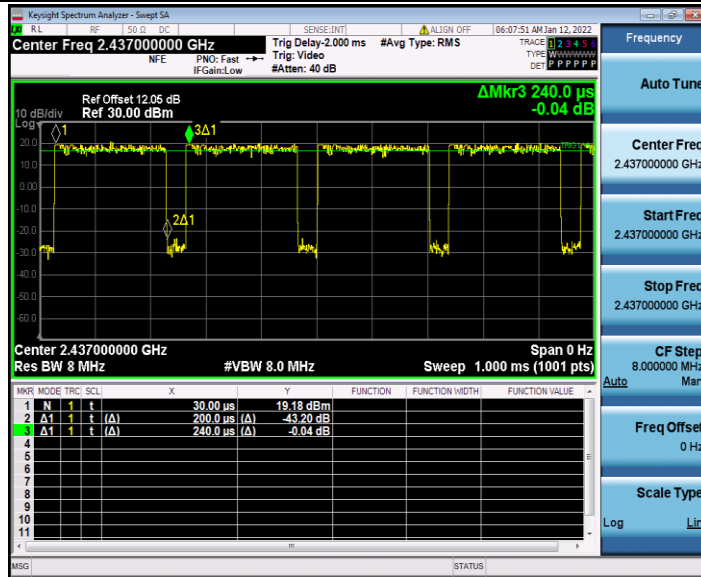 Keysight Spectrum Analyzer - Swept SA
RL RF 50 Ω DC SENSE:INT ALIGN OFF 06:07:51 AM Jan 12, 2022
Center Freq 2.437000000 GHz
NFE
PNO: Fast
IFGain:Low
Trig Delay-2.000 ms
Trig: Video
#Atten: 40 dB
#Avg Type: RMS
TRACE 1 2 3 4 5 6
TYPE WWWWWW
DET P P P P P P
Frequency
Auto Tune
Center Freq
2.437000000 GHz
Start Freq
2.437000000 GHz
Stop Freq
2.437000000 GHz
CF Step
8.000000 MHz
Auto Man
Freq Offset
0 Hz
Scale Type
Log Lin
ΔMkr3 240.0 µs
-0.04 dB
Ref Offset 12.05 dB
10 dB/div Ref 30.00 dBm
Log
1
3Δ1
2Δ1
20.0
10.0
0.00
-10.0
-20.0
-30.0
-40.0
-50.0
-60.0
Center 2.437000000 GHz Span 0 Hz
Res BW 8 MHz #VBW 8.0 MHz Sweep 1.000 ms (1001 pts)
MKR MODE TRC SCL X Y FUNCTION FUNCTION WIDTH FUNCTION VALUE
1 N 1 t 30.00 µs 19.18 dBm
2 Δ1 1 t (Δ) 200.0 µs (Δ) -43.20 dB
3 Δ1 1 t (Δ) 240.0 µs (Δ) -0.04 dB
4
5
6
7
8
9
10
11
MSG STATUS